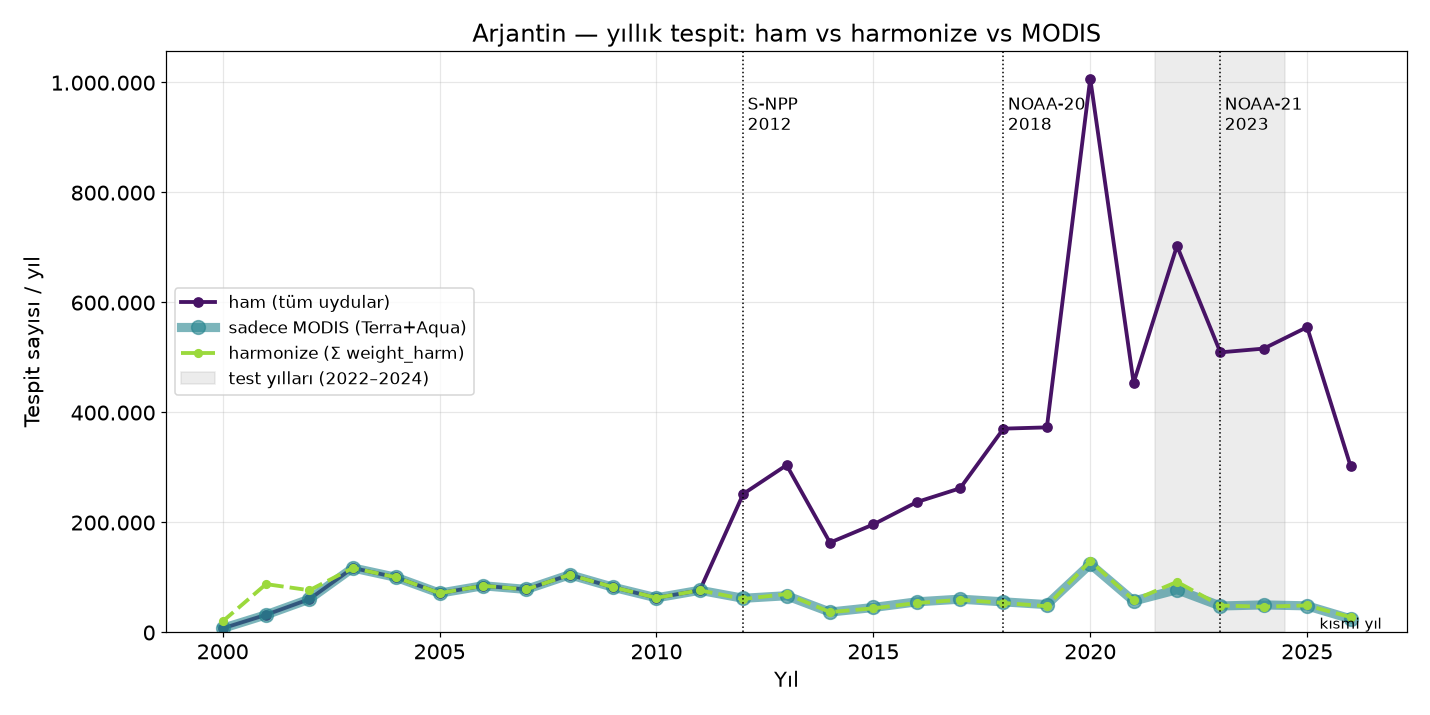 Arjantin — yıllık tespit: ham vs harmonize vs MODIS
Tespit sayısı / yıl
1.000.000
800.000
600.000
400.000
200.000
0
S-NPP
2012
NOAA-20
2018
NOAA-21
2023
ham (tüm uydular)
sadece MODIS (Terra+Aqua)
harmonize (Σ weight_harm)
test yılları (2022–2024)
kısmi yıl
2000
2005
2010
2015
2020
2025
Yıl